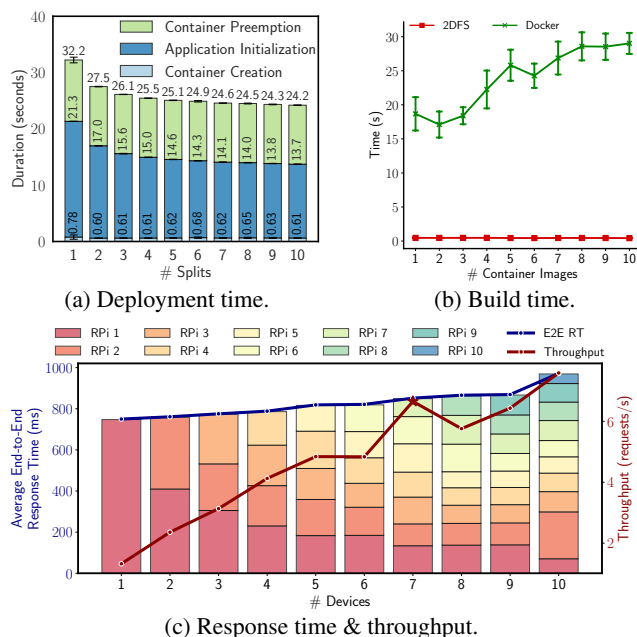 Container Preemption
Application Initialization
Container Creation
Duration (seconds)
40
30
20
10
0
32.2 27.5 26.1 25.5 25.1 24.9 24.6 24.5 24.3 24.2
21.3 17.0 15.6 15.0 14.6 14.3 14.1 14.0 13.8 13.7
0.78 0.60 0.61 0.61 0.62 0.68 0.62 0.65 0.63 0.61
1 2 3 4 5 6 7 8 9 10
# Splits
(a) Deployment time.
2DFS Docker
Time (s)
30
25
20
15
10
5
0
1 2 3 4 5 6 7 8 9 10
# Container Images
(b) Build time.
RPi 1 RPi 3 RPi 5 RPi 7 RPi 9 E2E RT
RPi 2 RPi 4 RPi 6 RPi 8 RPi 10 Throughput
Average End-to-End
Response Time (ms)
1000
800
600
400
200
0
6
4
2
Throughput (requests/s)
1 2 3 4 5 6 7 8 9 10
# Devices
(c) Response time & throughput.